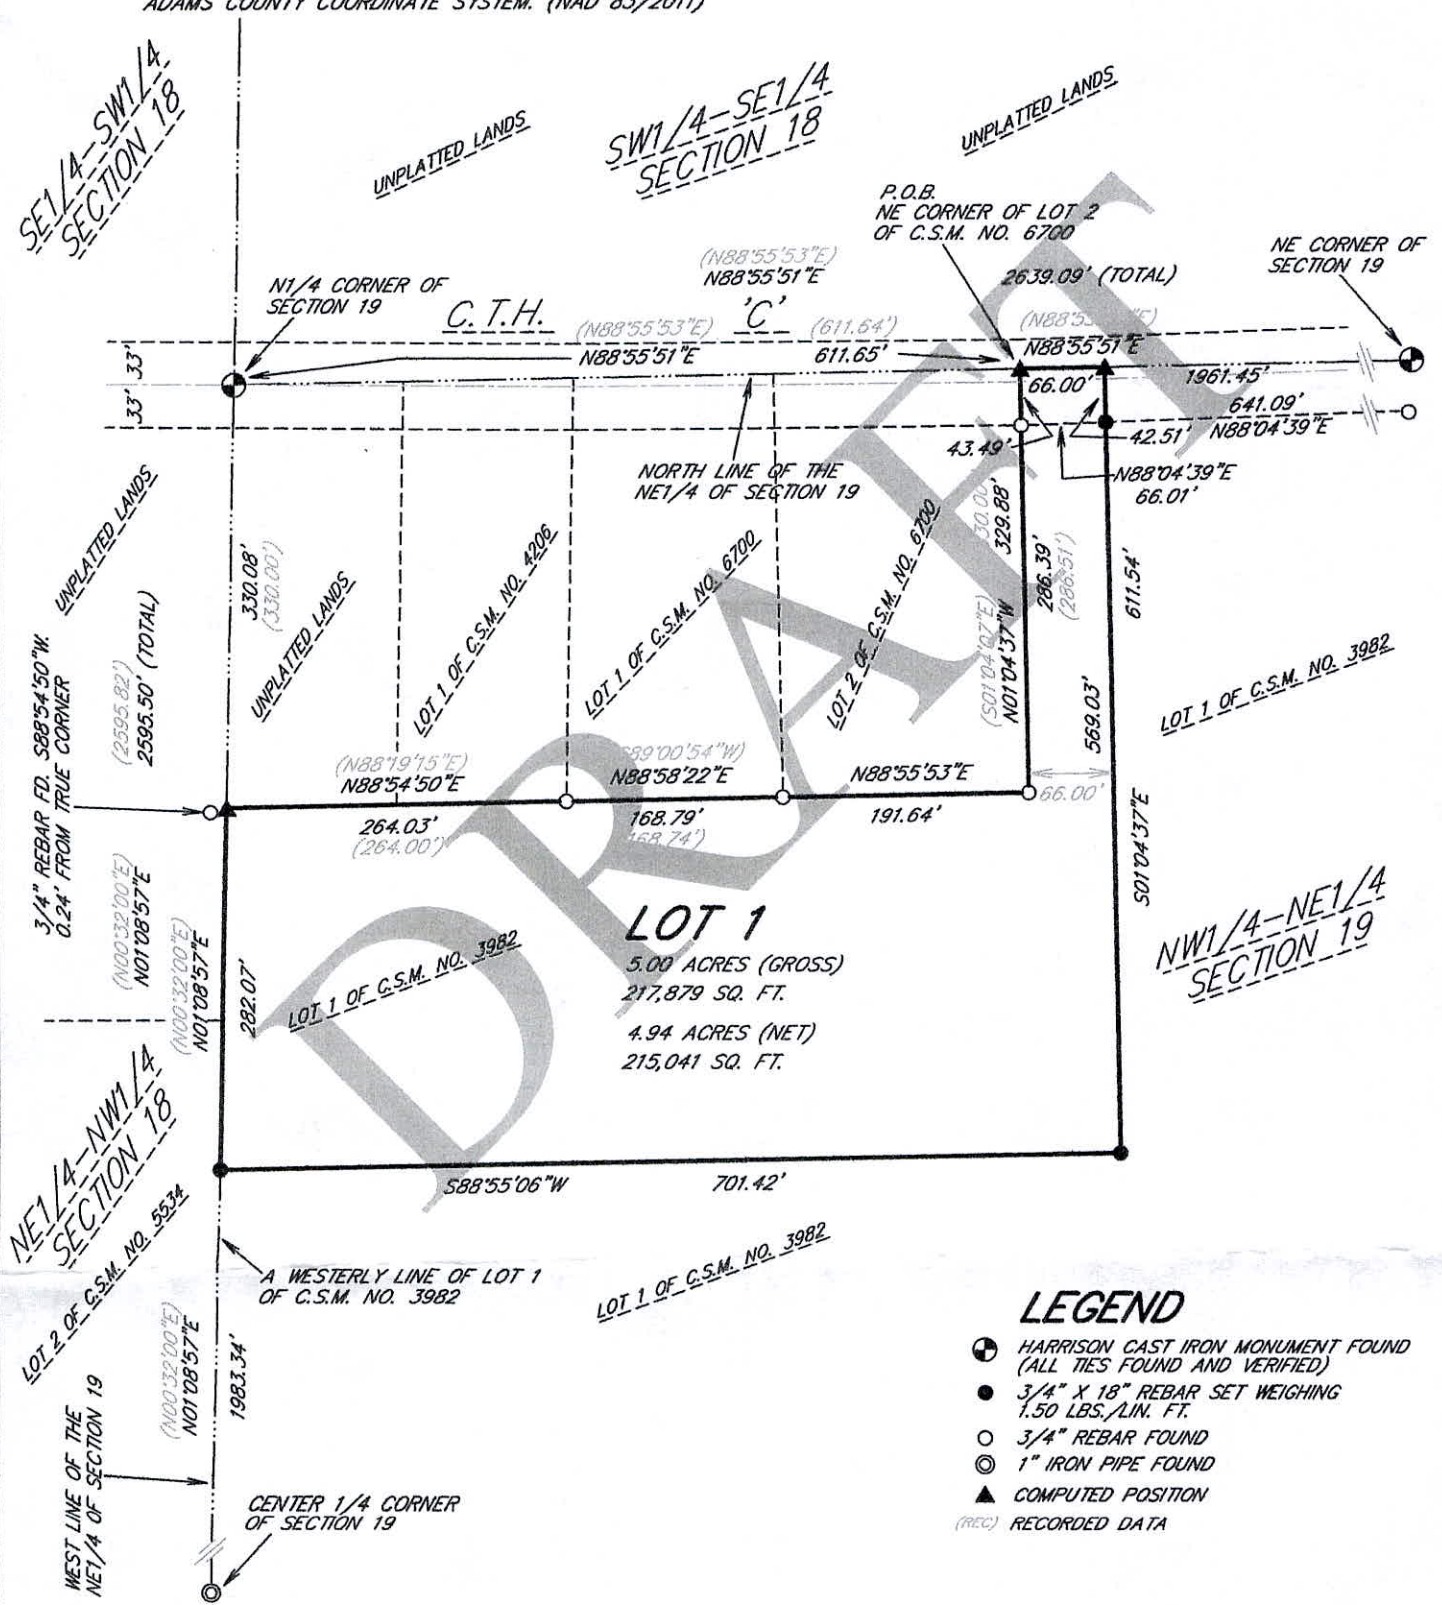 ADAMS COUNTY COORDINATE SYSTEM. (NAD 83/2011)
SE1/4-SW1/4
SECTION 18
UNPLATTED LANDS
SW1/4-SE1/4
SECTION 18
UNPLATTED LANDS
P.O.B.
NE CORNER OF LOT 2
OF C.S.M. NO. 6700
NE CORNER OF
SECTION 19
N1/4 CORNER OF
SECTION 19
(N88°55'53"E)
N88°55'51"E
2639.09' (TOTAL)
C.T.H. 'C'
(N88°55'53"E)
(611.64')
N88°55'51"E
611.65'
N88°55'51"E
66.00'
1961.45'
641.09'
N88°04'39"E
33'
33'
43.49'
42.51'
N88°04'39"E
66.01'
NORTH LINE OF THE
NE1/4 OF SECTION 19
UNPLATTED LANDS
330.08'
(330.00')
(2595.82')
2595.50' (TOTAL)
UNPLATTED LANDS
LOT 1 OF C.S.M. NO. 4206
LOT 1 OF C.S.M. NO. 6700
LOT 2 OF C.S.M. NO. 6700
329.88'
286.39'
(286.51')
(S01°04'07"E)
N01°04'37"W
611.54'
569.03'
S01°04'37"E
LOT 1 OF C.S.M. NO. 3982
3/4" REBAR FD. S88°54'50"W.
0.24' FROM TRUE CORNER
(N88°19'15"E)
N88°54'50"E
264.03'
(264.00')
N88°58'22"E
168.79'
N88°55'53"E
191.64'
66.00'
(N00°32'00"E)
N01°08'57"E
(N00°32'00"E)
N01°08'57"E
282.07'
LOT 1 OF C.S.M. NO. 3982
LOT 1
5.00 ACRES (GROSS)
217,879 SQ. FT.
4.94 ACRES (NET)
215,041 SQ. FT.
NW1/4-NE1/4
SECTION 19
NE1/4-NW1/4
SECTION 18
LOT 2 OF C.S.M. NO. 5534
S88°55'06"W
701.42'
A WESTERLY LINE OF LOT 1
OF C.S.M. NO. 3982
LOT 1 OF C.S.M. NO. 3982
(N00°32'00"E)
N01°08'57"E
1983.34'
WEST LINE OF THE
NE1/4 OF SECTION 19
CENTER 1/4 CORNER
OF SECTION 19
DRAFT
LEGEND
HARRISON CAST IRON MONUMENT FOUND
(ALL TIES FOUND AND VERIFIED)
3/4" X 18" REBAR SET WEIGHING
1.50 LBS./LIN. FT.
3/4" REBAR FOUND
1" IRON PIPE FOUND
COMPUTED POSITION
(REC) RECORDED DATA